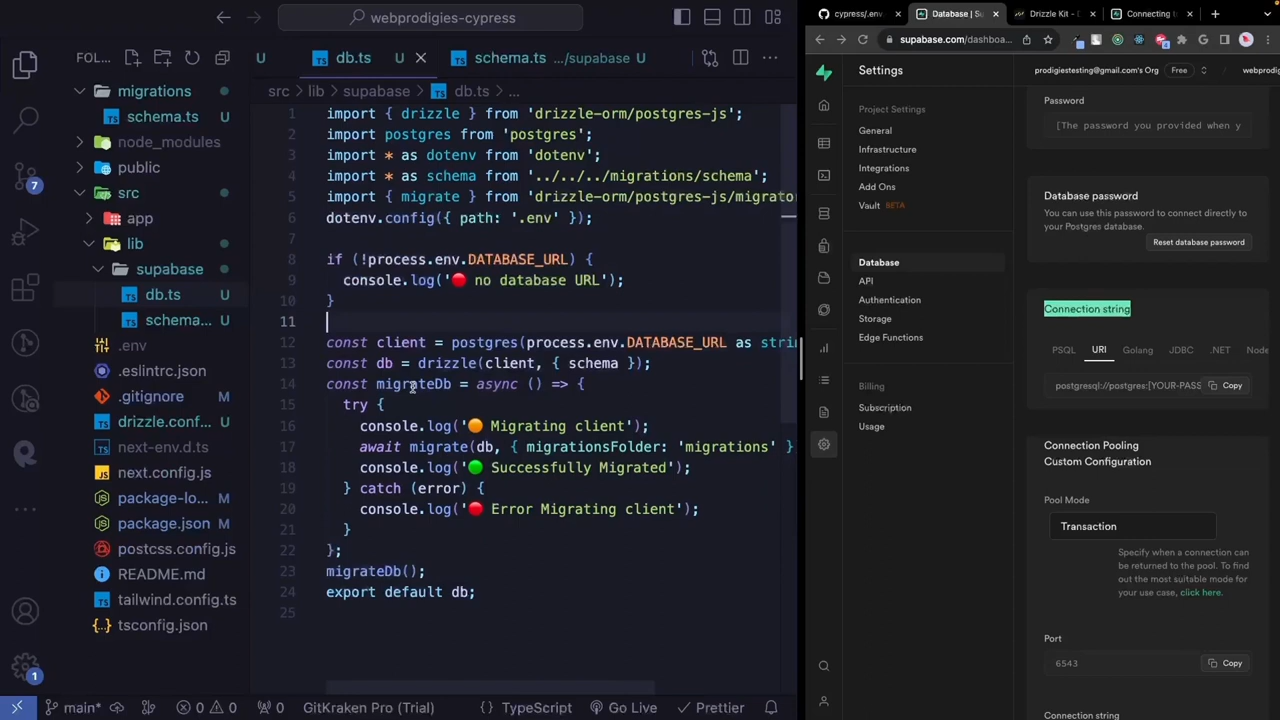 webprodigies-cypress
FOL...
U
db.ts
U
schema.ts
.../supabase
U
src
lib
supabase
db.ts
...
migrations
schema.ts
U
node_modules
public
src
app
lib
supabase
db.ts
U
schema...
U
.env
.eslintrc.json
.gitignore
M
drizzle.conf...
U
next-env.d.ts
next.config.js
package-lo...
M
package.json
M
postcss.config.js
README.md
tailwind.config.ts
tsconfig.json
7
1
1 import { drizzle } from 'drizzle-orm/postgres-js';
2 import postgres from 'postgres';
3 import * as dotenv from 'dotenv';
4 import * as schema from '../../../migrations/schema';
5 import { migrate } from 'drizzle-orm/postgres-js/migrato
6 dotenv.config({ path: '.env' });
7
8 if (!process.env.DATABASE_URL) {
9 console.log('🔴 no database URL');
10 }
11
12 const client = postgres(process.env.DATABASE_URL as stri
13 const db = drizzle(client, { schema });
14 const migrateDb = async () => {
15 try {
16 console.log('🟠 Migrating client');
17 await migrate(db, { migrationsFolder: 'migrations' }
18 console.log('🟢 Successfully Migrated');
19 } catch (error) {
20 console.log('🔴 Error Migrating client');
21 }
22 };
23 migrateDb();
24 export default db;
25
main*
0
0
0
GitKraken Pro (Trial)
{ } TypeScript
Go Live
Prettier
cypress/.env
Database | Su
Drizzle Kit - D
Connecting t
supabase.com/dashboa...
4
Settings
prodigiestesting@gmail.com's Org
Free
webprodig
Project Settings
General
Infrastructure
Integrations
Add Ons
Vault
BETA
Database
API
Authentication
Storage
Edge Functions
Billing
Subscription
Usage
Password
[The password you provided when y
Database password
You can use this password to connect directly to
your Postgres database.
Reset database password
Connection string
PSQL
URI
Golang
JDBC
.NET
Node
postgresql://postgres:[YOUR-PASS
Copy
Connection Pooling
Custom Configuration
Pool Mode
Transaction
Specify when a connection can
be returned to the pool. To find
out the most suitable mode for
your use case, click here.
Port
6543
Copy
Connection string